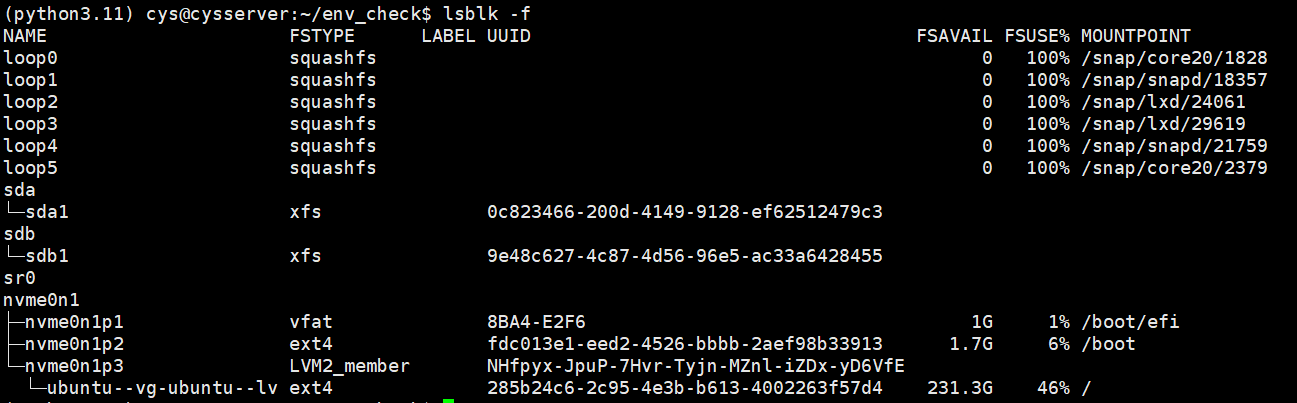 (python3.11) cys@cysserver:~/env_check$ lsblk -f
NAME FSTYPE LABEL UUID FSAVAIL FSUSE% MOUNTPOINT
loop0 squashfs 0 100% /snap/core20/1828
loop1 squashfs 0 100% /snap/snapd/18357
loop2 squashfs 0 100% /snap/lxd/24061
loop3 squashfs 0 100% /snap/lxd/29619
loop4 squashfs 0 100% /snap/snapd/21759
loop5 squashfs 0 100% /snap/core20/2379
sda
└─sda1 xfs 0c823466-200d-4149-9128-ef62512479c3
sdb
└─sdb1 xfs 9e48c627-4c87-4d56-96e5-ac33a6428455
sr0
nvme0n1
├─nvme0n1p1 vfat 8BA4-E2F6 1G 1% /boot/efi
├─nvme0n1p2 ext4 fdc013e1-eed2-4526-bbbb-2aef98b33913 1.7G 6% /boot
└─nvme0n1p3 LVM2_member NHfpyx-JpuP-7Hvr-Tyjn-MZnl-iZDx-yD6VfE
└─ubuntu--vg-ubuntu--lv ext4 285b24c6-2c95-4e3b-b613-4002263f57d4 231.3G 46% /